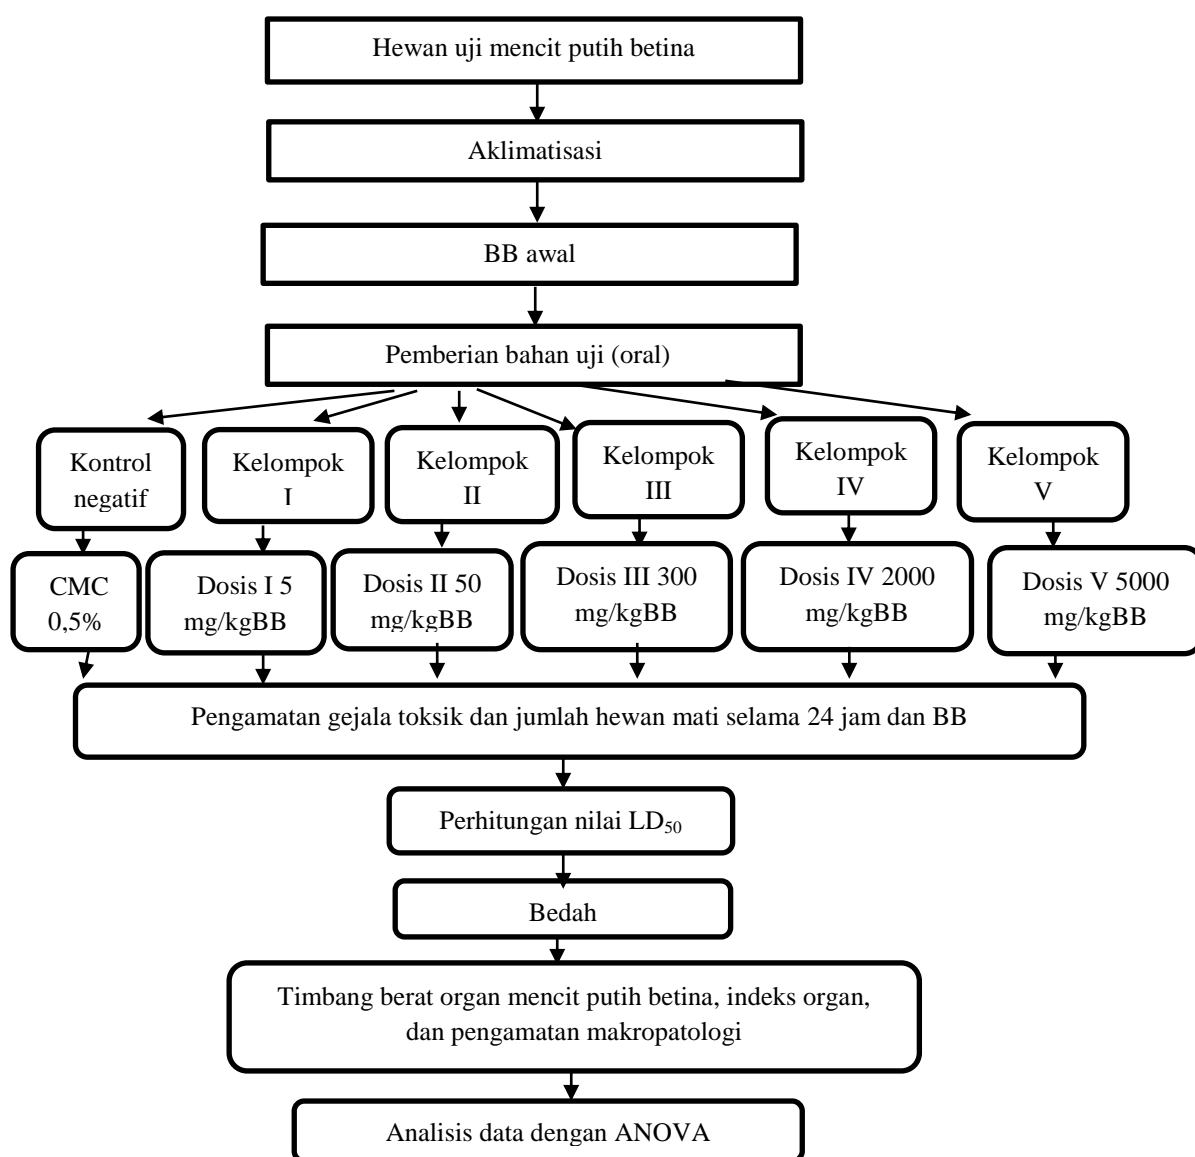 Hewan uji mencit putih betina
Aklimatisasi
BB awal
Pemberian bahan uji (oral)
Kontrol
negatif
Kelompok
I
Kelompok
II
Kelompok
III
Kelompok
IV
Kelompok
V
CMC
0,5%
Dosis I 5
mg/kgBB
Dosis II 50
mg/kgBB
Dosis III 300
mg/kgBB
Dosis IV 2000
mg/kgBB
Dosis V 5000
mg/kgBB
Pengamatan gejala toksik dan jumlah hewan mati selama 24 jam dan BB
Perhitungan nilai LD₅₀
Bedah
Timbang berat organ mencit putih betina, indeks organ,
dan pengamatan makropatologi
Analisis data dengan ANOVA